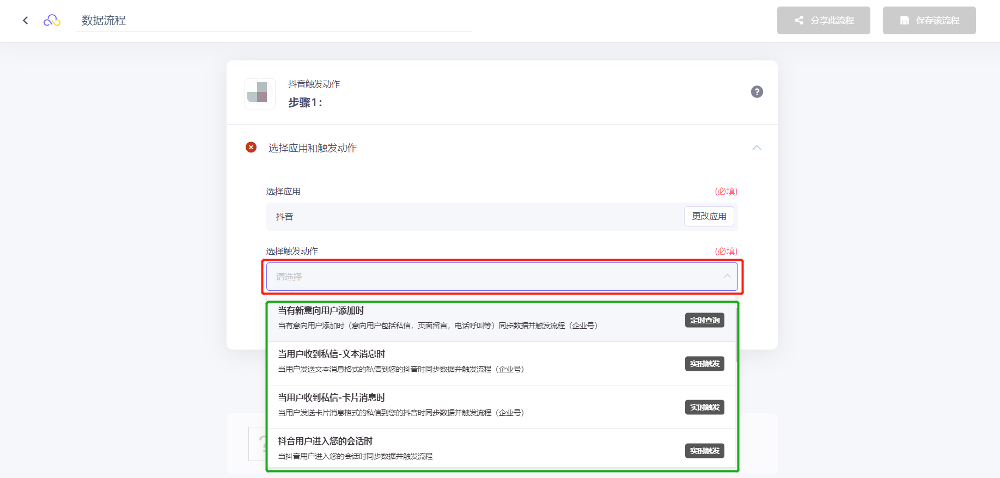 数据流程
分享此流程
保存该流程
抖音触发动作
步骤1：
?
选择应用和触发动作
选择应用
(必填)
抖音
更改应用
选择触发动作
(必填)
请选择
当有新意向用户添加时
当有意向用户添加时（意向用户包括私信，页面留言，电话呼叫等）同步数据并触发流程（企业号）
定时查询
当用户收到私信-文本消息时
当用户发送文本消息格式的私信到您的抖音时同步数据并触发流程（企业号）
实时触发
当用户收到私信-卡片消息时
当用户发送卡片消息格式的私信到您的抖音时同步数据并触发流程（企业号）
实时触发
抖音用户进入您的会话时
当抖音用户进入您的会话时同步数据并触发流程
实时触发
?